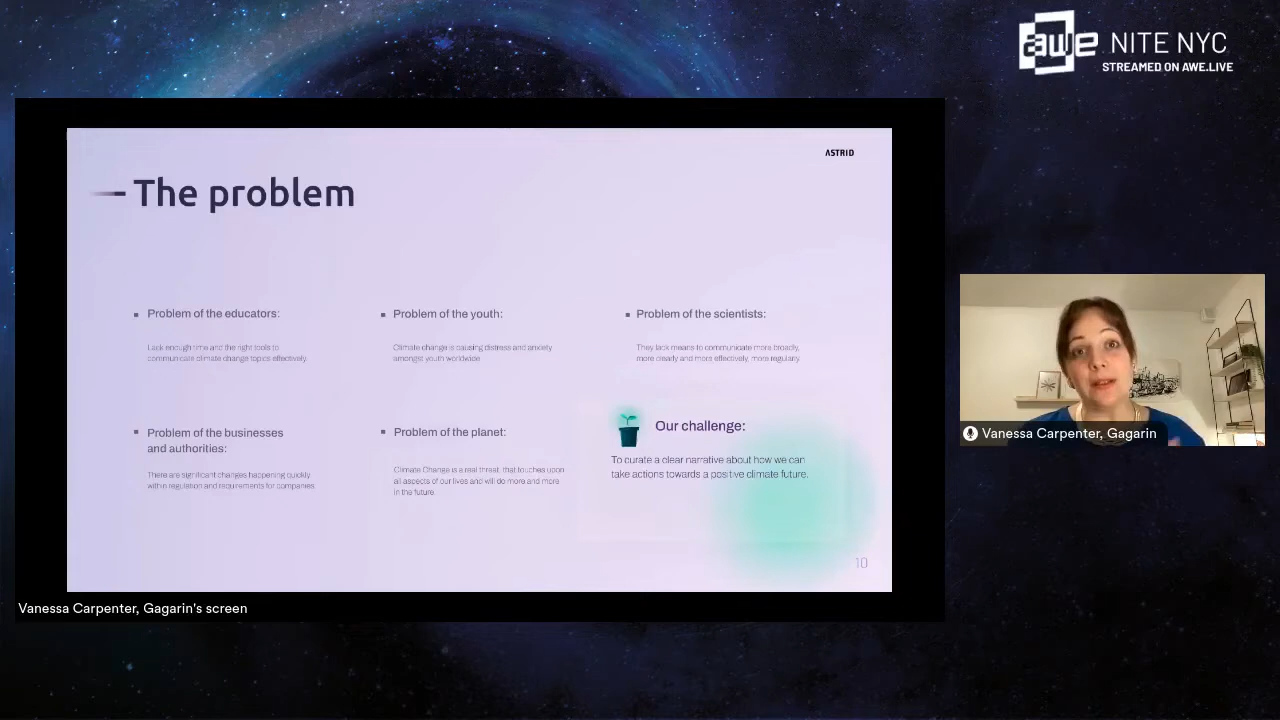 awe NITE NYC
STREAMED ON AWE.LIVE
ASTRID
The problem
Problem of the educators:
Lack enough time and the right tools to
communicate climate change topics effectively.
Problem of the youth:
Climate change is causing distress and anxiety
amongst youth worldwide
Problem of the scientists:
They lack means to communicate more broadly,
more clearly and more effectively, more regularly.
Problem of the businesses
and authorities:
There are significant changes happening quickly
within regulation and requirements for companies.
Problem of the planet:
Climate Change is a real threat, that touches upon
all aspects of our lives and will do more and more
in the future.
Our challenge:
To curate a clear narrative about how we can
take actions towards a positive climate future.
10
Vanessa Carpenter, Gagarin
Vanessa Carpenter, Gagarin's screen